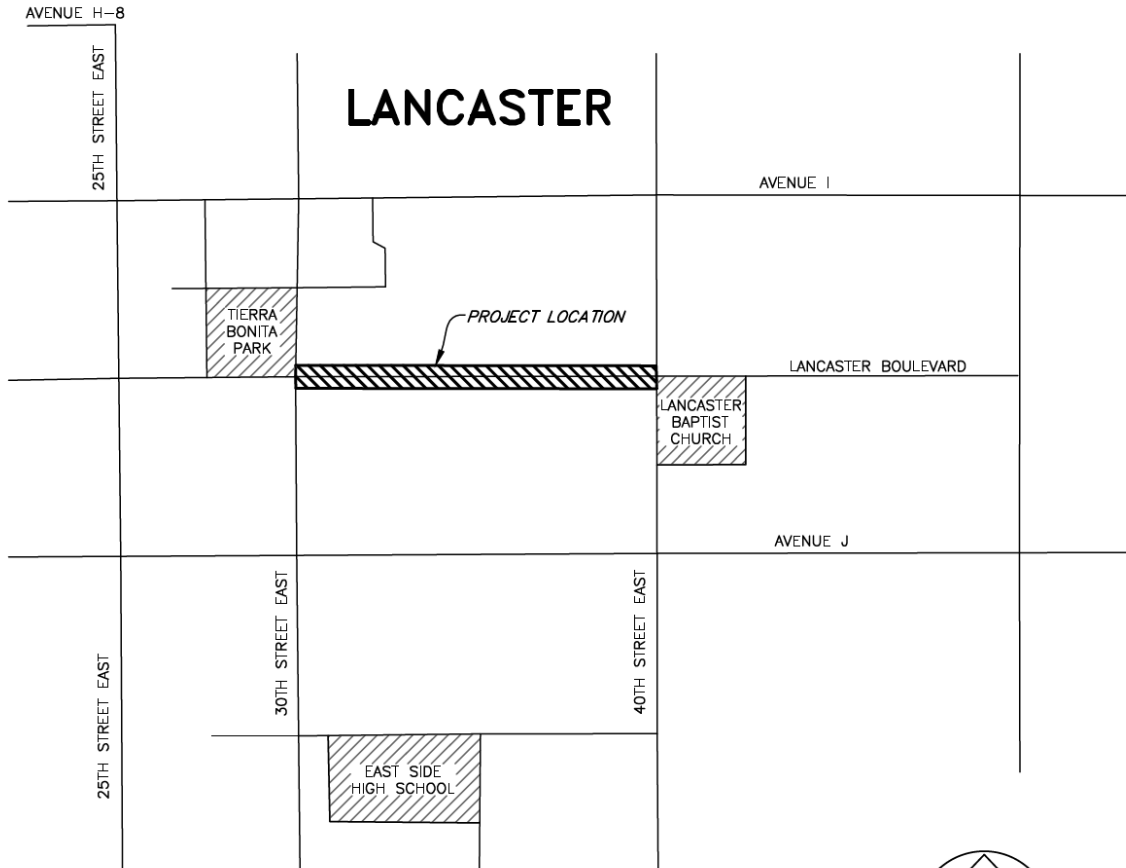 AVENUE H-8
25TH STREET EAST
LANCASTER
AVENUE I
TIERRA
BONITA
PARK
PROJECT LOCATION
LANCASTER BOULEVARD
LANCASTER
BAPTIST
CHURCH
AVENUE J
30TH STREET EAST
40TH STREET EAST
25TH STREET EAST
EAST SIDE
HIGH SCHOOL